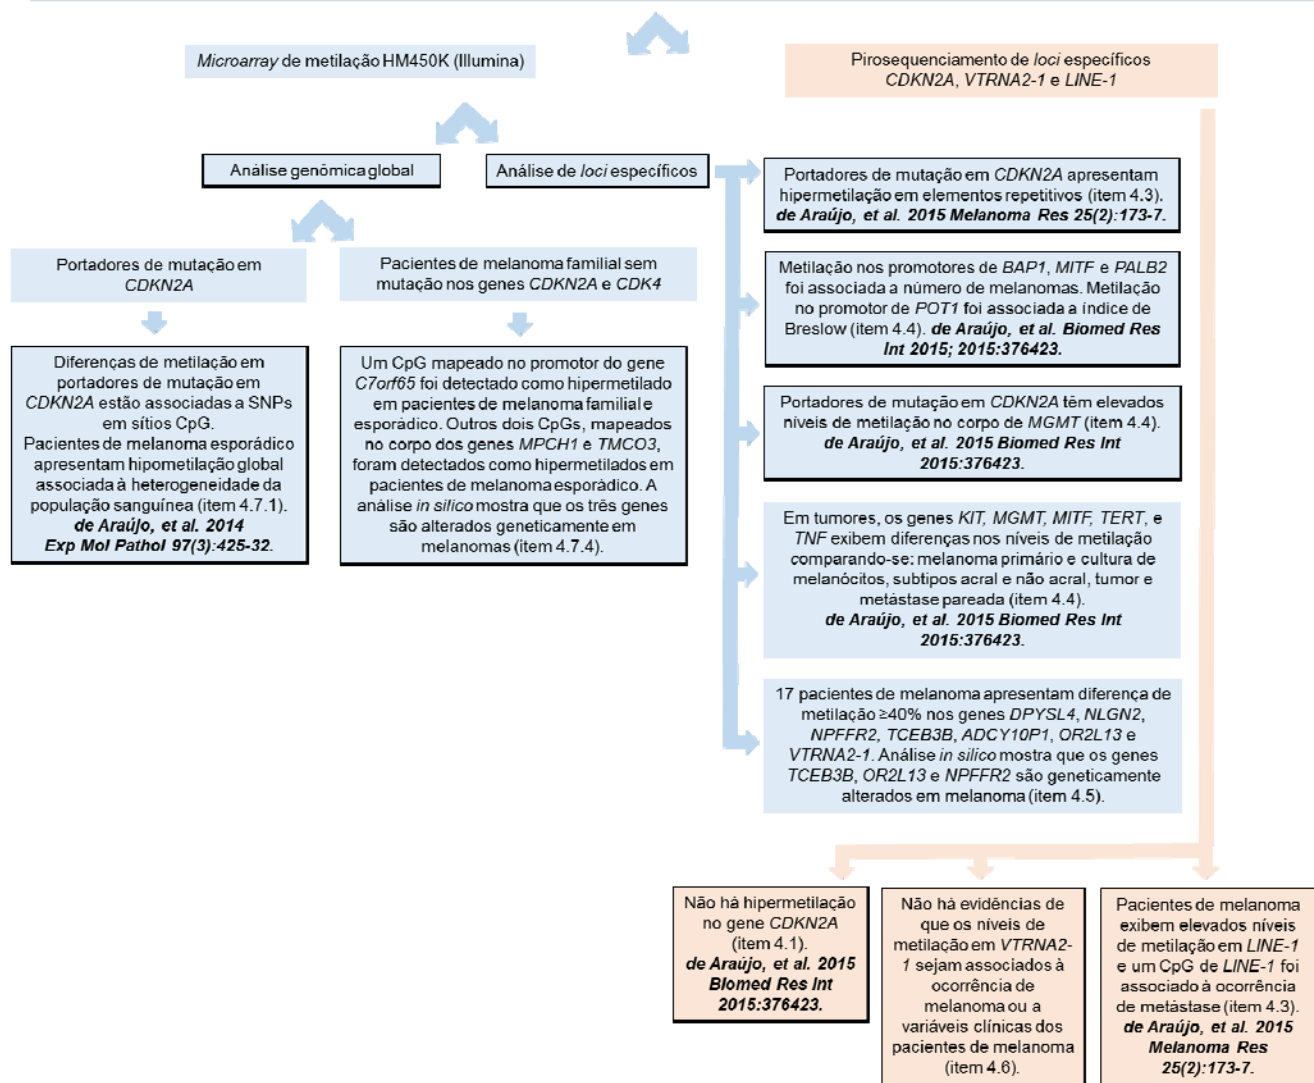 Microarray de metilação HM450K (Illumina)
Pirosequenciamento de loci específicos
CDKN2A, VTRNA2-1 e LINE-1
Análise genômica global
Análise de loci específicos
Portadores de mutação em
CDKN2A
Pacientes de melanoma familial sem
mutação nos genes CDKN2A e CDK4
Diferenças de metilação em
portadores de mutação em
CDKN2A estão associadas a SNPs
em sítios CpG.
Pacientes de melanoma esporádico
apresentam hipometilação global
associada à heterogeneidade da
população sanguínea (item 4.7.1).
de Araújo, et al. 2014
Exp Mol Pathol 97(3):425-32.
Um CpG mapeado no promotor do gene
C7orf65 foi detectado como hipermetilado
em pacientes de melanoma familial e
esporádico. Outros dois CpGs, mapeados
no corpo dos genes MPCH1 e TMCO3,
foram detectados como hipermetilados em
pacientes de melanoma esporádico. A
análise in silico mostra que os três genes
são alterados geneticamente em
melanomas (item 4.7.4).
Portadores de mutação em CDKN2A apresentam
hipermetilação em elementos repetitivos (item 4.3).
de Araújo, et al. 2015 Melanoma Res 25(2):173-7.
Metilação nos promotores de BAP1, MITF e PALB2
foi associada a número de melanomas. Metilação
no promotor de POT1 foi associada a índice de
Breslow (item 4.4). de Araújo, et al. Biomed Res
Int 2015; 2015:376423.
Portadores de mutação em CDKN2A têm elevados
níveis de metilação no corpo de MGMT (item 4.4).
de Araújo, et al. 2015 Biomed Res Int
2015:376423.
Em tumores, os genes KIT, MGMT, MITF, TERT, e
TNF exibem diferenças nos níveis de metilação
comparando-se: melanoma primário e cultura de
melanócitos, subtipos acral e não acral, tumor e
metástase pareada (item 4.4).
de Araújo, et al. 2015 Biomed Res Int
2015:376423.
17 pacientes de melanoma apresentam diferença de
metilação ≥40% nos genes DPYSL4, NLGN2,
NPFFR2, TCEB3B, ADCY10P1, OR2L13 e
VTRNA2-1. Análise in silico mostra que os genes
TCEB3B, OR2L13 e NPFFR2 são geneticamente
alterados em melanoma (item 4.5).
Não há hipermetilação
no gene CDKN2A
(item 4.1).
de Araújo, et al. 2015
Biomed Res Int
2015:376423.
Não há evidências de
que os níveis de
metilação em VTRNA2-
1 sejam associados à
ocorrência de
melanoma ou a
variáveis clínicas dos
pacientes de melanoma
(item 4.6).
Pacientes de melanoma
exibem elevados níveis
de metilação em LINE-1
e um CpG de LINE-1 foi
associado à ocorrência
de metástase (item 4.3).
de Araújo, et al. 2015
Melanoma Res
25(2):173-7.